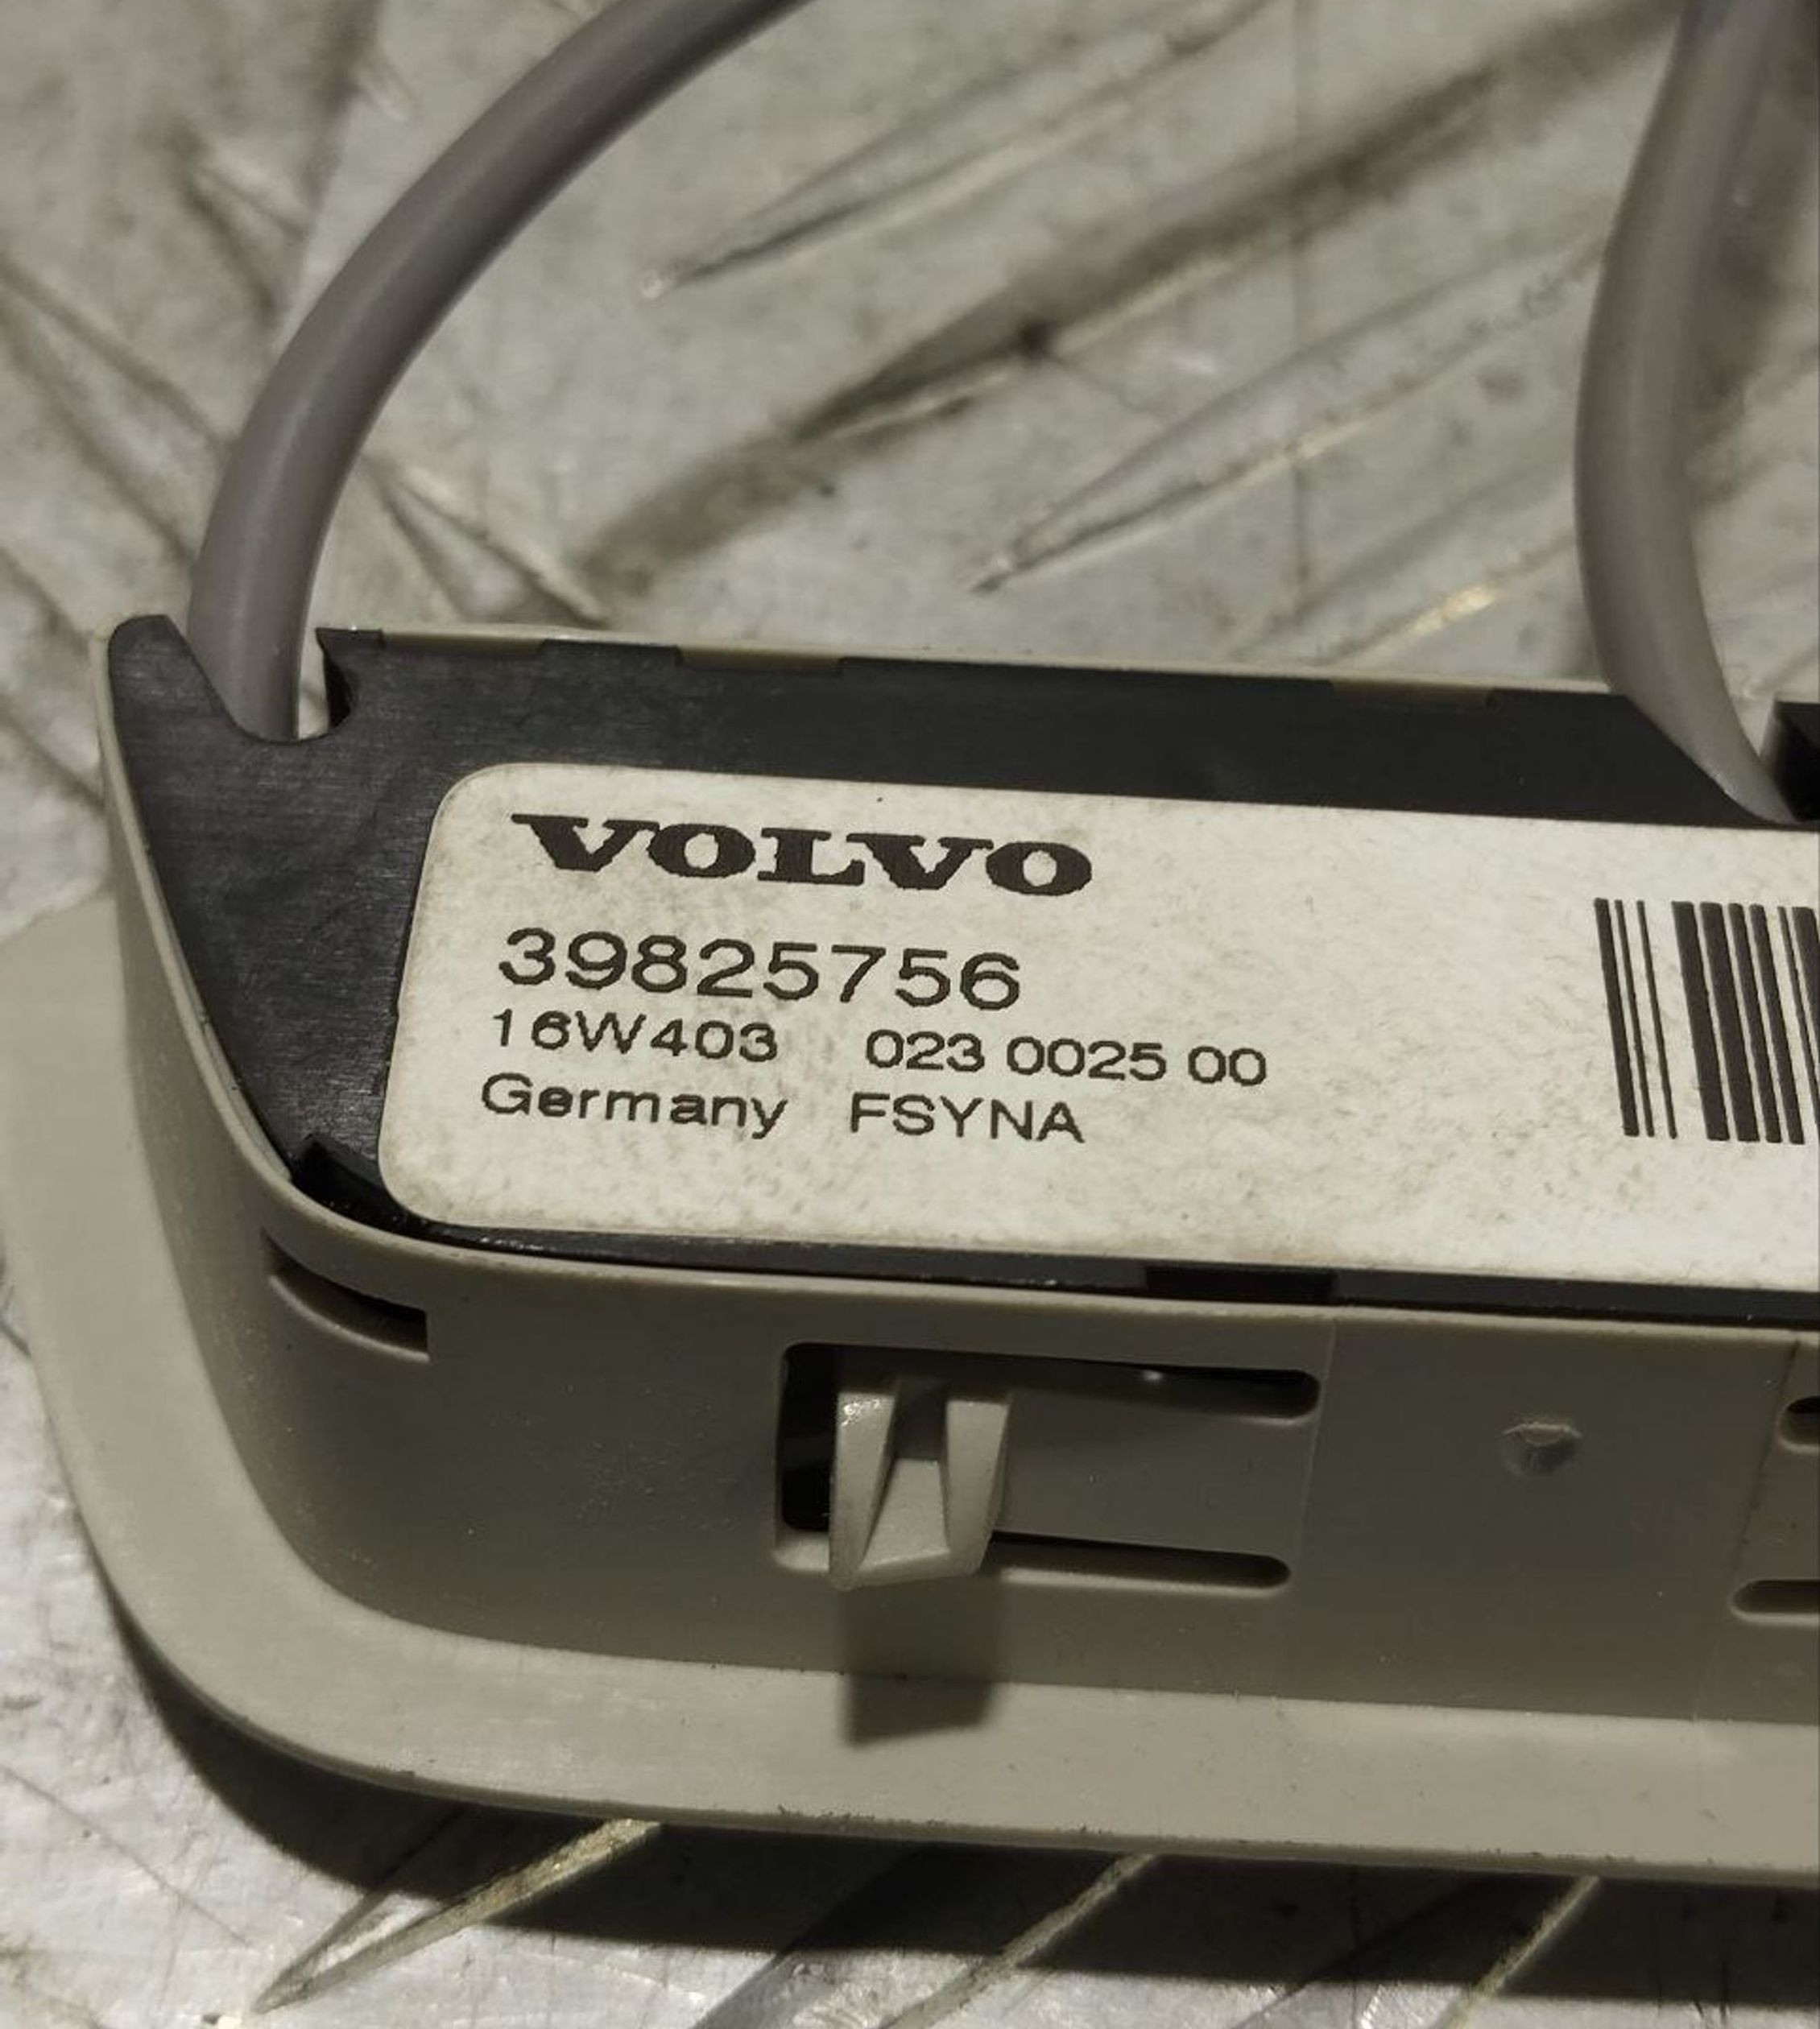 VOLVO
39825756
16W403 023 0025 00
Germany FSYNA